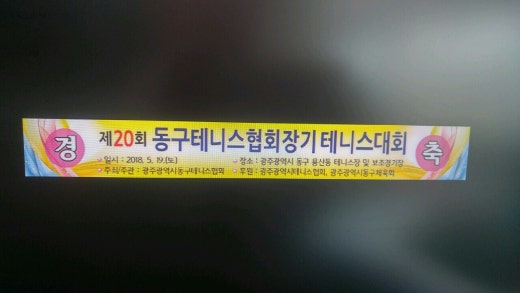 경 제20회 동구테니스협회장기 테니스대회 축
일시 : 2018. 5. 19.(토) 장소 : 광주광역시 동구 용산동 테니스장 및 보조경기장
주최/주관 : 광주광역시동구테니스협회 후원 : 광주광역시테니스협회, 광주광역시동구체육회